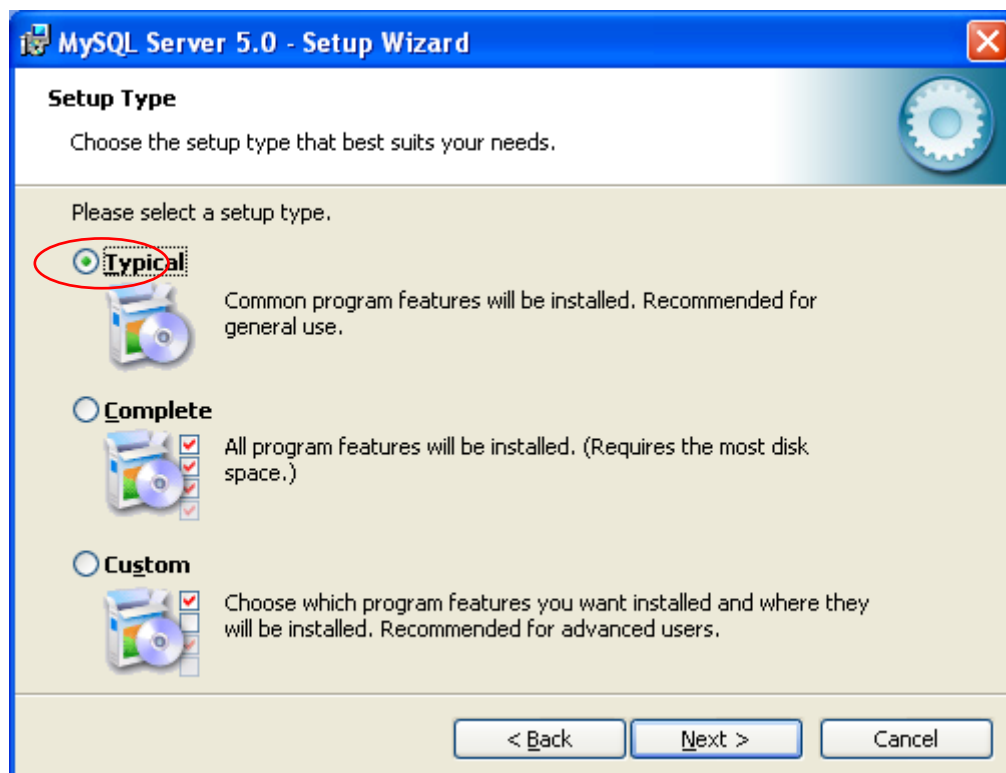 MySQL Server 5.0 - Setup Wizard
Setup Type
Choose the setup type that best suits your needs.
Please select a setup type.
Typical
Common program features will be installed. Recommended for
general use.
Complete
All program features will be installed. (Requires the most disk
space.)
Custom
Choose which program features you want installed and where they
will be installed. Recommended for advanced users.
< Back
Next >
Cancel